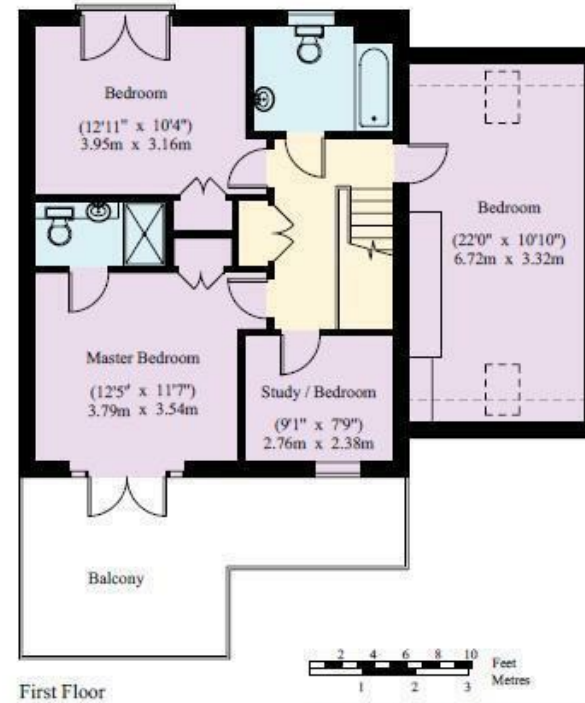 Bedroom
(12'11" x 10'4")
3.95m x 3.16m
Bedroom
(22'0" x 10'10")
6.72m x 3.32m
Master Bedroom
(12'5" x 11'7")
3.79m x 3.54m
Study / Bedroom
(9'1" x 7'9")
2.76m x 2.38m
Balcony
2 4 6 8 10 Feet
1 2 3 Metres
First Floor